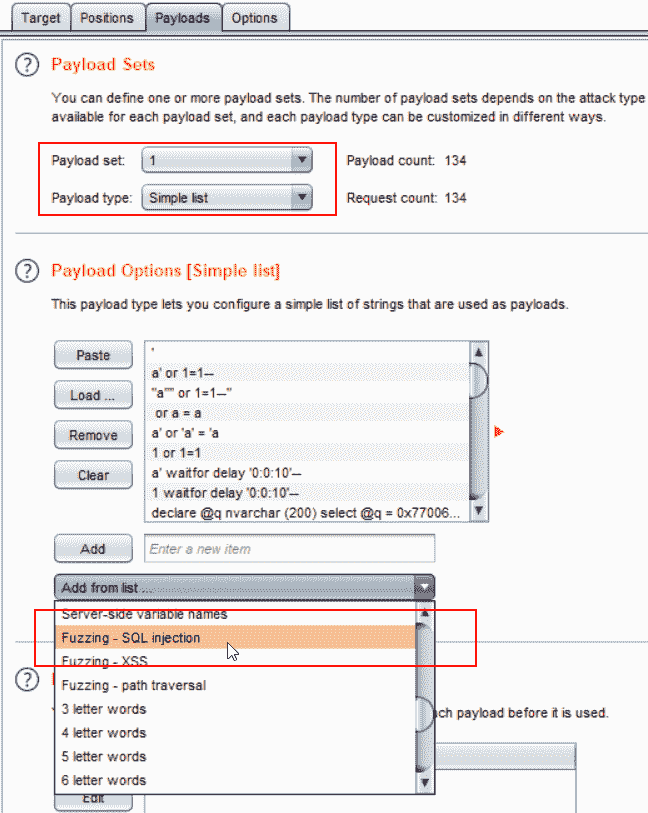 Target Positions Payloads Options
? Payload Sets
You can define one or more payload sets. The number of payload sets depends on the attack type
available for each payload set, and each payload type can be customized in different ways.
Payload set: 1 Payload count: 134
Payload type: Simple list Request count: 134
? Payload Options [Simple list]
This payload type lets you configure a simple list of strings that are used as payloads.
Paste
Load ...
Remove
Clear
'
a' or 1=1--
"a"" or 1=1--"
or a = a
a' or 'a' = 'a
1 or 1=1
a' waitfor delay '0:0:10'--
1 waitfor delay '0:0:10'--
declare @q nvarchar (200) select @q = 0x77006...
Add Enter a new item
Add from list ...
Server-side variable names
Fuzzing - SQL injection
Fuzzing - XSS
Fuzzing - path traversal
3 letter words
4 letter words
5 letter words
6 letter words
?
ach payload before it is used.
Edit